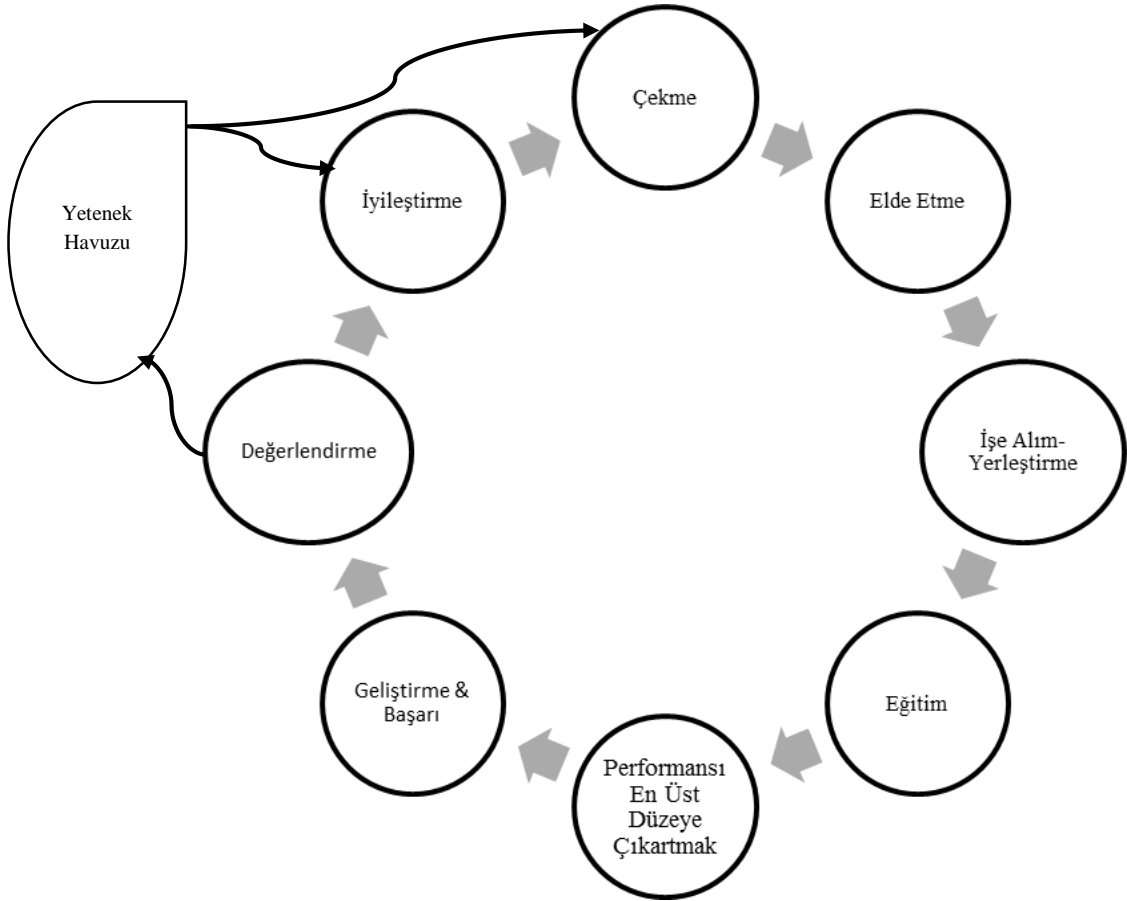 Çekme
Elde Etme
İşe Alım-
Yerleştirme
Eğitim
Performansı
En Üst
Düzeye
Çıkartmak
Geliştirme &
Başarı
Değerlendirme
İyileştirme
Yetenek
Havuzu